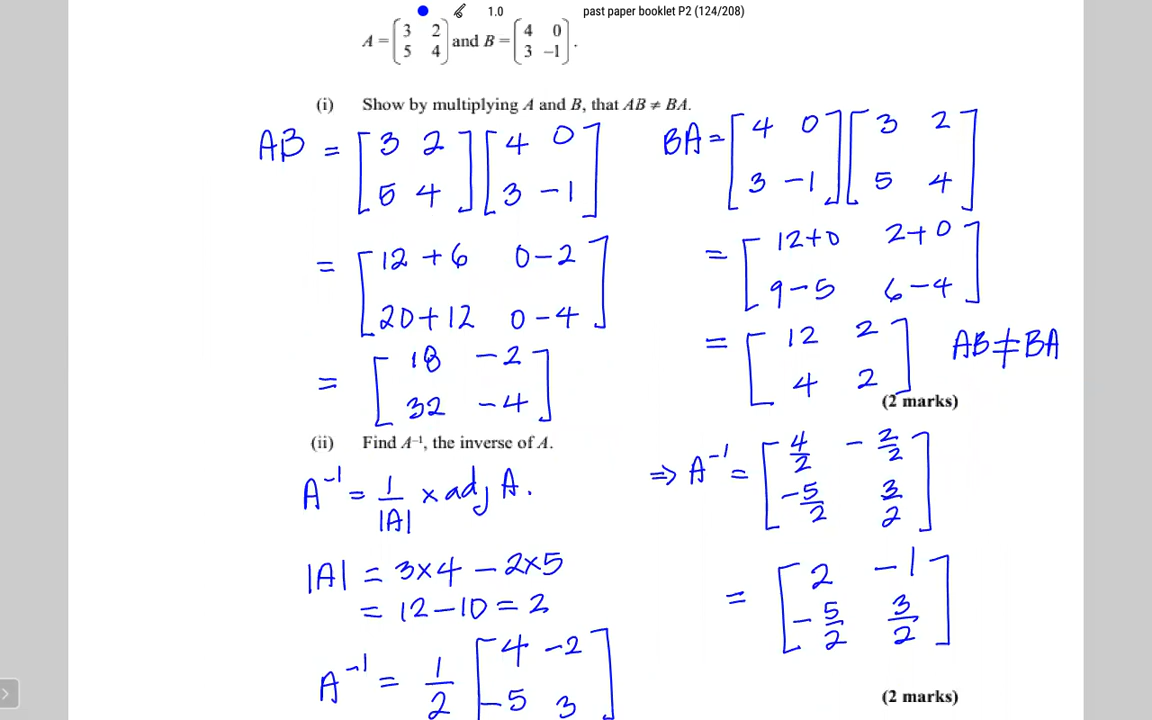 1.0 past paper booklet P2 (124/208)
A = [3 2; 5 4] and B = [4 0; 3 –1].
(i) Show by multiplying A and B, that AB ≠ BA.
AB = [3 2; 5 4][4 0; 3 -1]
= [12+6 0-2; 20+12 0-4]
= [18 -2; 32 -4]
BA = [4 0; 3 -1][3 2; 5 4]
= [12+0 2+0; 9-5 6-4]
= [12 2; 4 2] AB≠BA
(2 marks)
(ii) Find A⁻¹, the inverse of A.
A⁻¹ = 1/|A| × adj A.
|A| = 3×4 - 2×5
= 12-10 = 2
A⁻¹ = 1/2 [4 -2; -5 3]
⇒ A⁻¹ = [4/2 -2/2; -5/2 3/2]
= [2 -1; -5/2 3/2]
(2 marks)